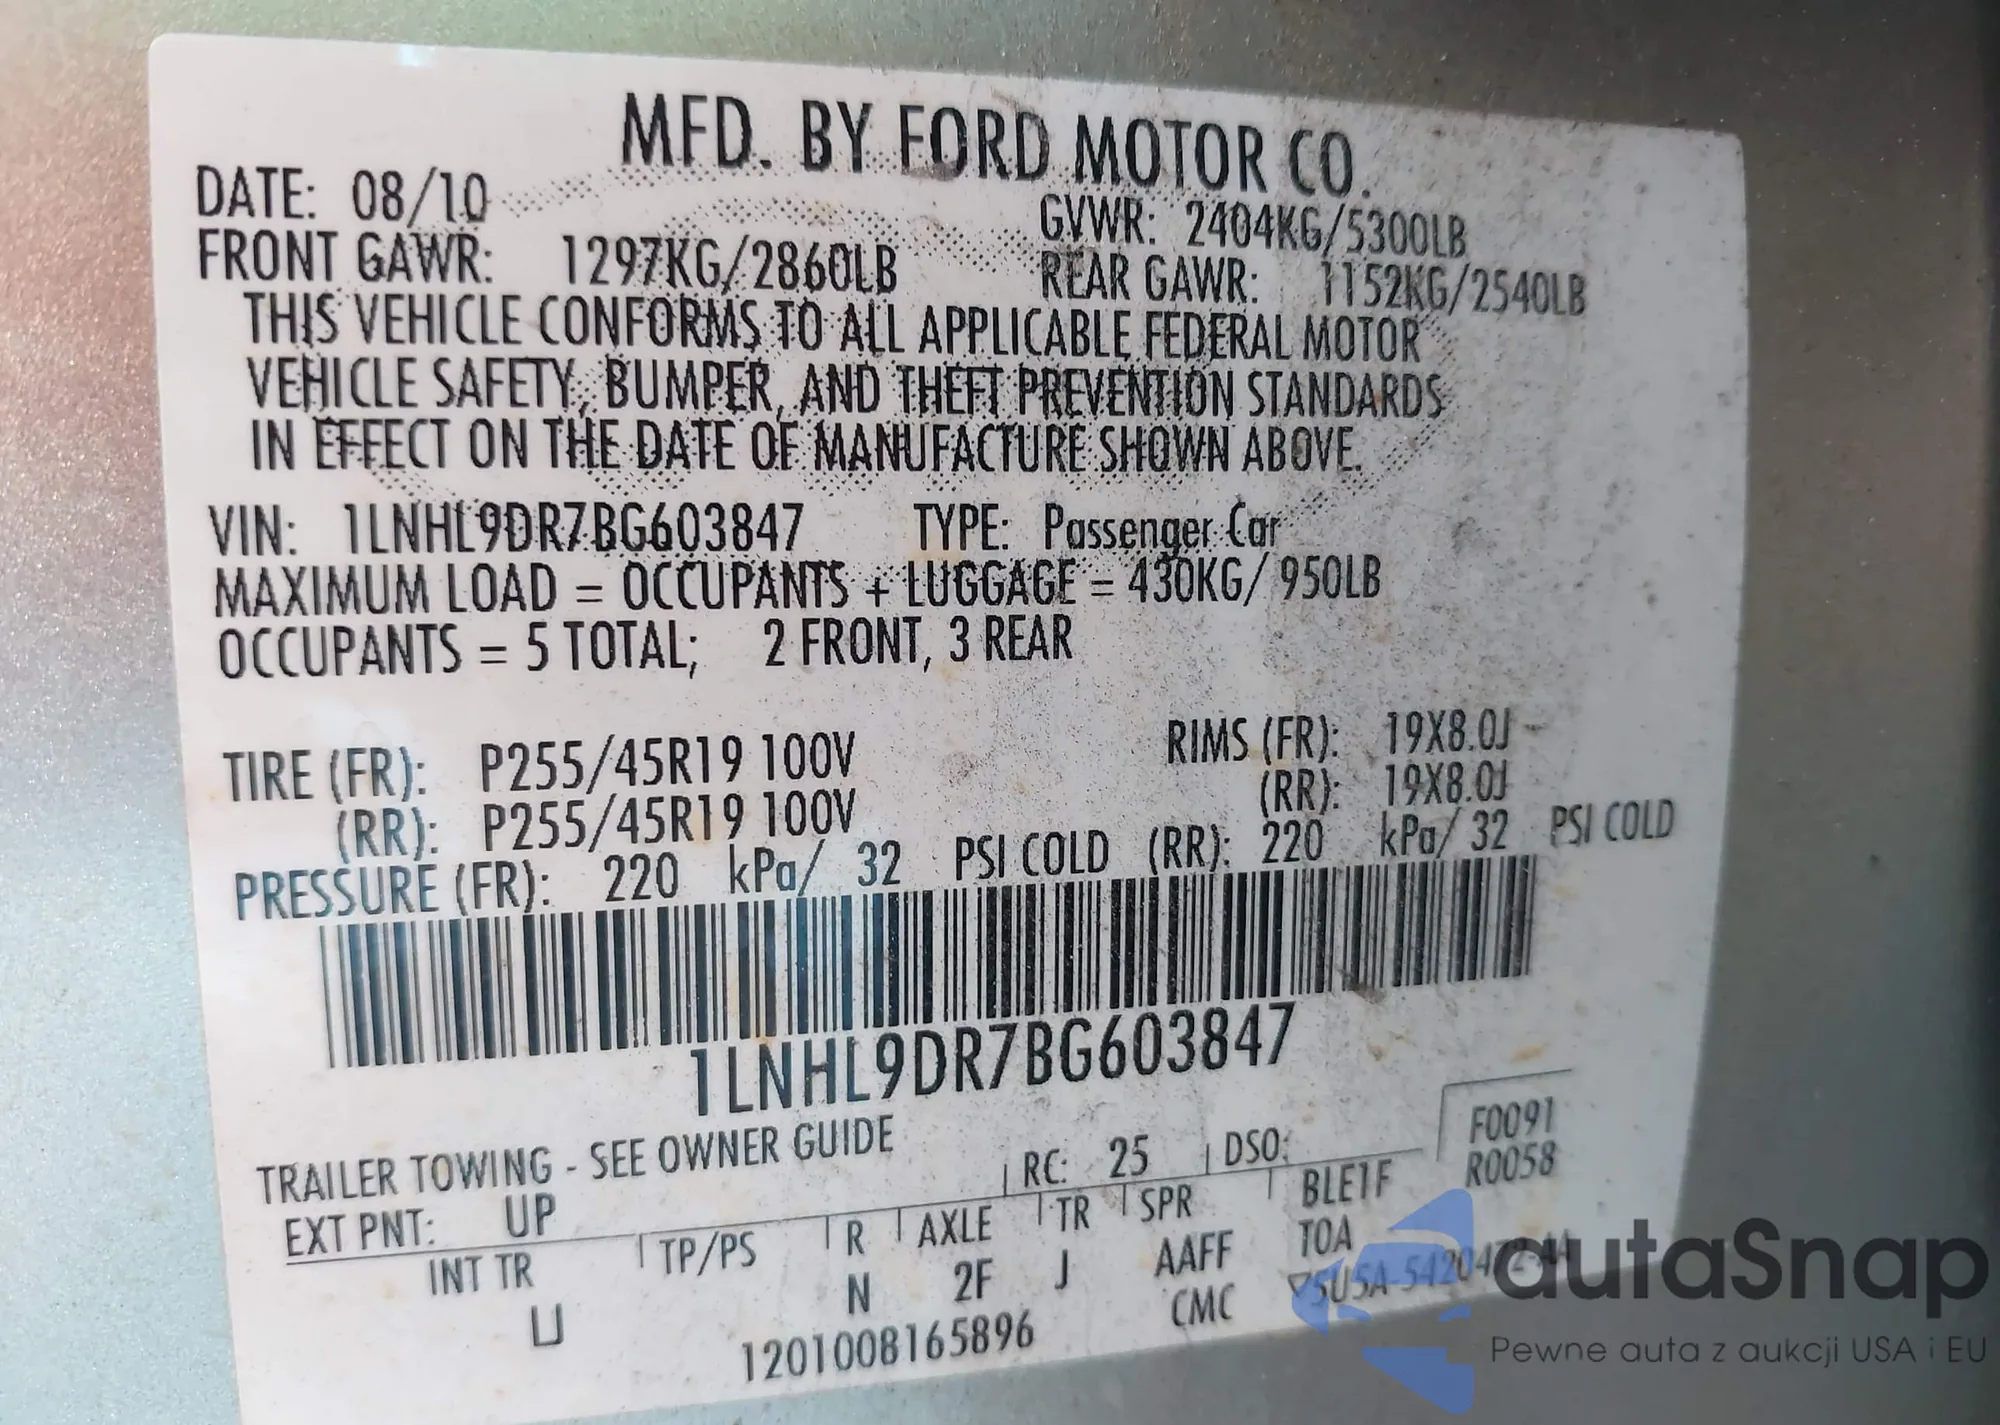 MFD. BY FORD MOTOR CO.
DATE: 08/10 GVWR: 2404KG/5300LB
FRONT GAWR: 1297KG/2860LB REAR GAWR: 1152KG/2540LB
THIS VEHICLE CONFORMS TO ALL APPLICABLE FEDERAL MOTOR
VEHICLE SAFETY, BUMPER, AND THEFT PREVENTION STANDARDS
IN EFFECT ON THE DATE OF MANUFACTURE SHOWN ABOVE.
VIN: 1LNHL9DR7BG603847 TYPE: Passenger Car
MAXIMUM LOAD = OCCUPANTS + LUGGAGE = 430KG/ 950LB
OCCUPANTS = 5 TOTAL; 2 FRONT, 3 REAR
TIRE (FR): P255/45R19 100V RIMS (FR): 19X8.0J
(RR): P255/45R19 100V (RR): 19X8.0J
PRESSURE (FR): 220 kPa/ 32 PSI COLD (RR): 220 kPa/ 32 PSI COLD
1LNHL9DR7BG603847
TRAILER TOWING - SEE OWNER GUIDE
F0091
R0058
EXT PNT: UP RC: 25 DSO:
INT TR TP/PS R AXLE TR SPR BLE1F
U N 2F J AAFF TOA
1201008165896 CMC 5U5A-5420472-AA
autaSnap
Pewne auta z aukcji USA i EU